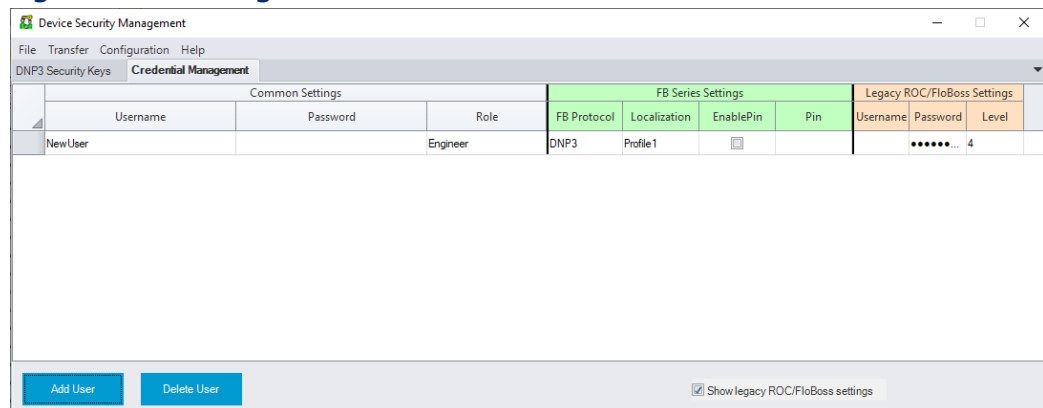 Device Security Management
File Transfer Configuration Help
DNP3 Security Keys Credential Management
Common Settings FB Series Settings Legacy ROC/FloBoss Settings
Username Password Role FB Protocol Localization EnablePin Pin Username Password Level
NewUser Engineer DNP3 Profile1 ●●●●●●... 4
Add User Delete User Show legacy ROC/FloBoss settings